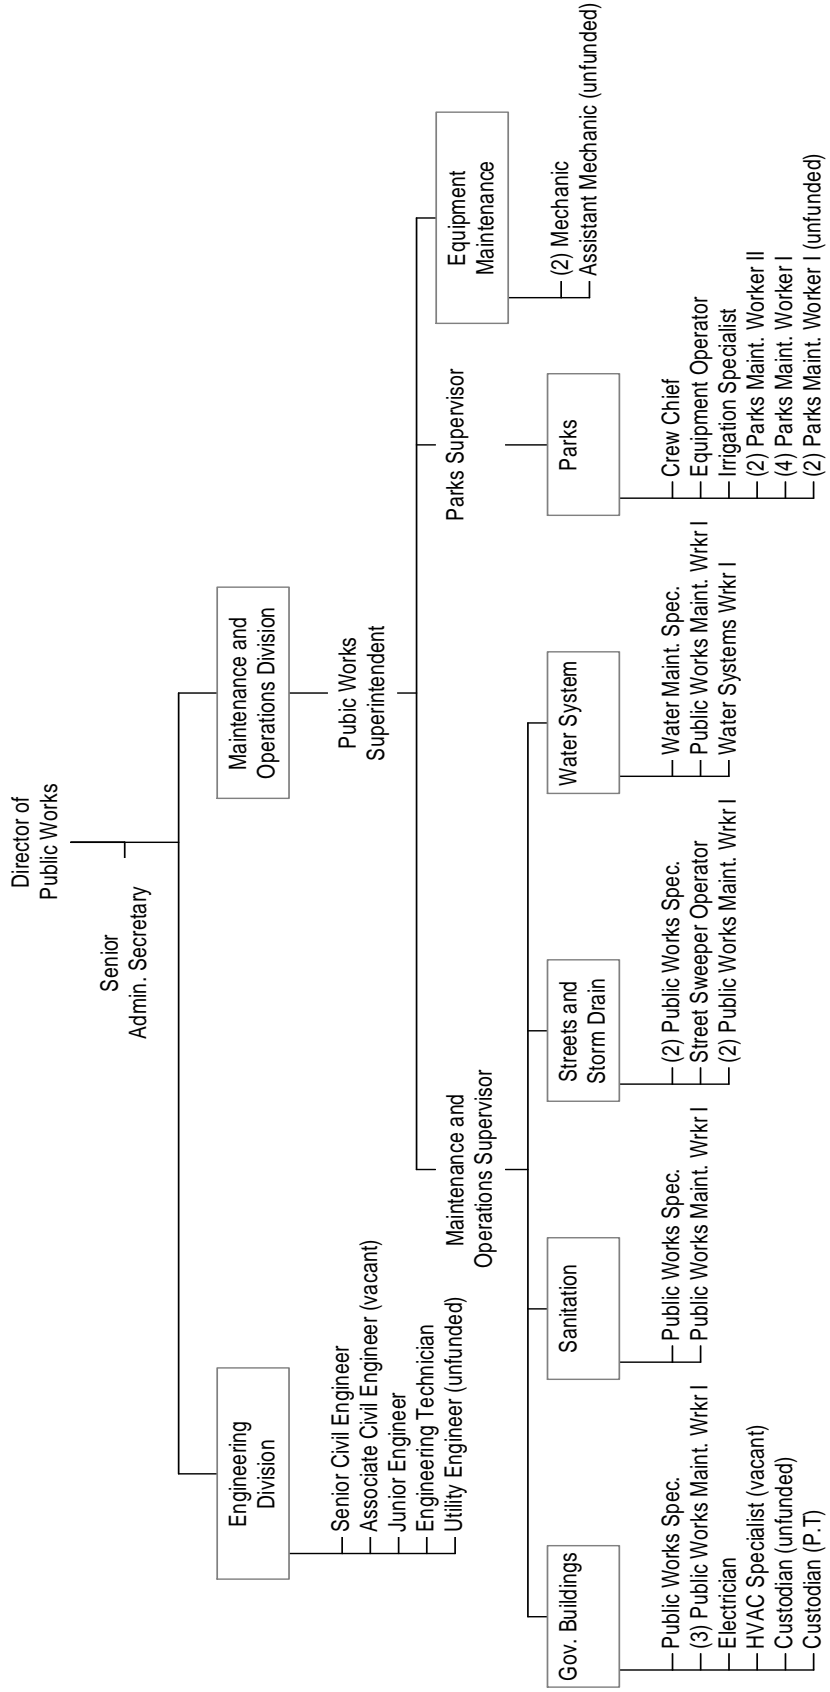 Director of
Public Works
Senior
Admin. Secretary
Engineering
Division
Senior Civil Engineer
Associate Civil Engineer (vacant)
Junior Engineer
Engineering Technician
Utility Engineer (unfunded)
Maintenance and
Operations Division
Pubic Works
Superintendent
Maintenance and
Operations Supervisor
Gov. Buildings
Public Works Spec.
(3) Public Works Maint. Wrkr I
Electrician
HVAC Specialist (vacant)
Custodian (unfunded)
Custodian (P.T)
Sanitation
Public Works Spec.
Public Works Maint. Wrkr I
Streets and
Storm Drain
(2) Public Works Spec.
Street Sweeper Operator
(2) Public Works Maint. Wrkr I
Water System
Water Maint. Spec.
Public Works Maint. Wrkr I
Water Systems Wrkr I
Parks Supervisor
Parks
Crew Chief
Equipment Operator
Irrigation Specialist
(2) Parks Maint. Worker II
(4) Parks Maint. Worker I
(2) Parks Maint. Worker I (unfunded)
Equipment
Maintenance
(2) Mechanic
Assistant Mechanic (unfunded)